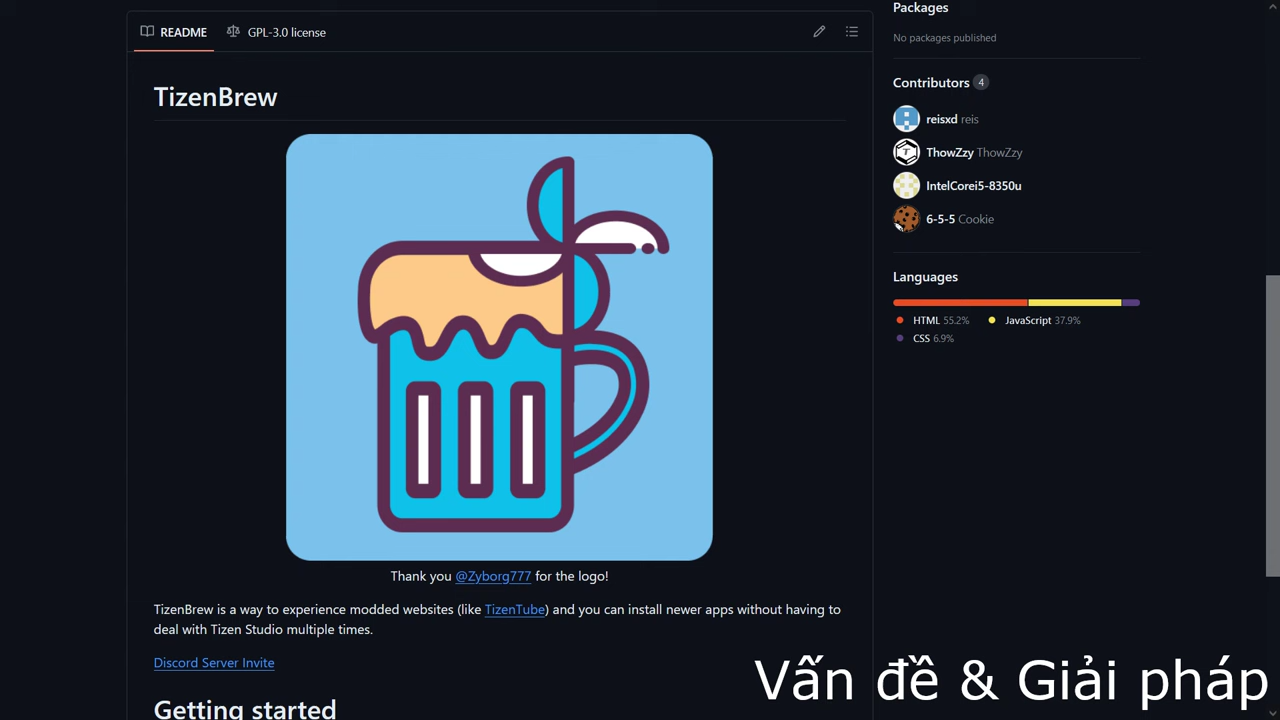 README
GPL-3.0 license
TizenBrew
Thank you @Zyborg777 for the logo!
TizenBrew is a way to experience modded websites (like TizenTube) and you can install newer apps without having to
deal with Tizen Studio multiple times.
Discord Server Invite
Getting started
Packages
No packages published
Contributors 4
reisxd reis
ThowZzy ThowZzy
IntelCorei5-8350u
6-5-5 Cookie
Languages
HTML 55.2% JavaScript 37.9%
CSS 6.9%
Vấn đề & Giải pháp